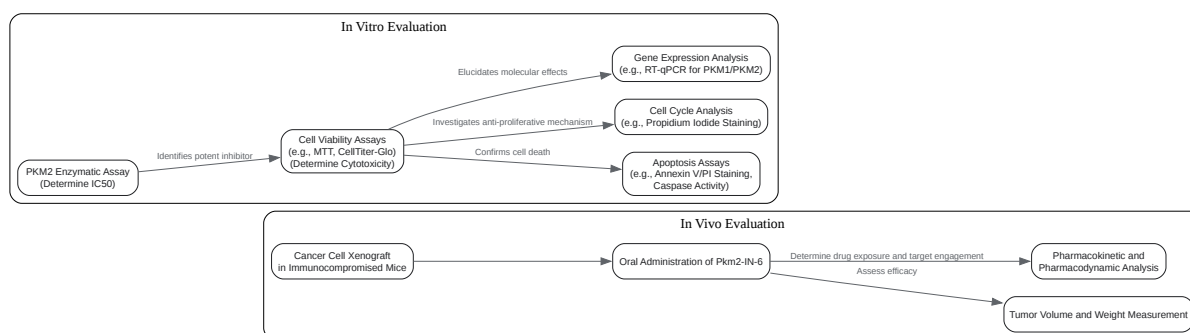 In Vitro Evaluation
Gene Expression Analysis
(e.g., RT-qPCR for PKM1/PKM2)
Elucidates molecular effects
Cell Cycle Analysis
(e.g., Propidium Iodide Staining)
Investigates anti-proliferative mechanism
Cell Viability Assays
(e.g., MTT, CellTiter-Glo)
(Determine Cytotoxicity)
Identifies potent inhibitor
Confirms cell death
PKM2 Enzymatic Assay
(Determine IC50)
Apoptosis Assays
(e.g., Annexin V/PI Staining,
Caspase Activity)
In Vivo Evaluation
Cancer Cell Xenograft
in Immunocompromised Mice
Oral Administration of Pkm2-IN-6
Determine drug exposure and target engagement
Assess efficacy
Pharmacokinetic and
Pharmacodynamic Analysis
Tumor Volume and Weight Measurement